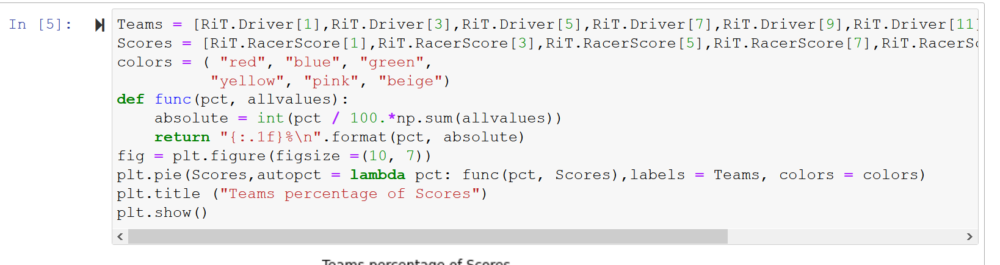 In [5]:
Teams = [RiT.Driver[1],RiT.Driver[3],RiT.Driver[5],RiT.Driver[7],RiT.Driver[9],RiT.Driver[11]
Scores = [RiT.RacerScore[1],RiT.RacerScore[3],RiT.RacerScore[5],RiT.RacerScore[7],RiT.RacerSc
colors = ( "red", "blue", "green",
"yellow", "pink", "beige")
def func(pct, allvalues):
absolute = int(pct / 100.*np.sum(allvalues))
return "{:.1f}%\n".format(pct, absolute)
fig = plt.figure(figsize =(10, 7))
plt.pie(Scores,autopct = lambda pct: func(pct, Scores),labels = Teams, colors = colors)
plt.title ("Teams percentage of Scores")
plt.show()
Teams percentage of Scores